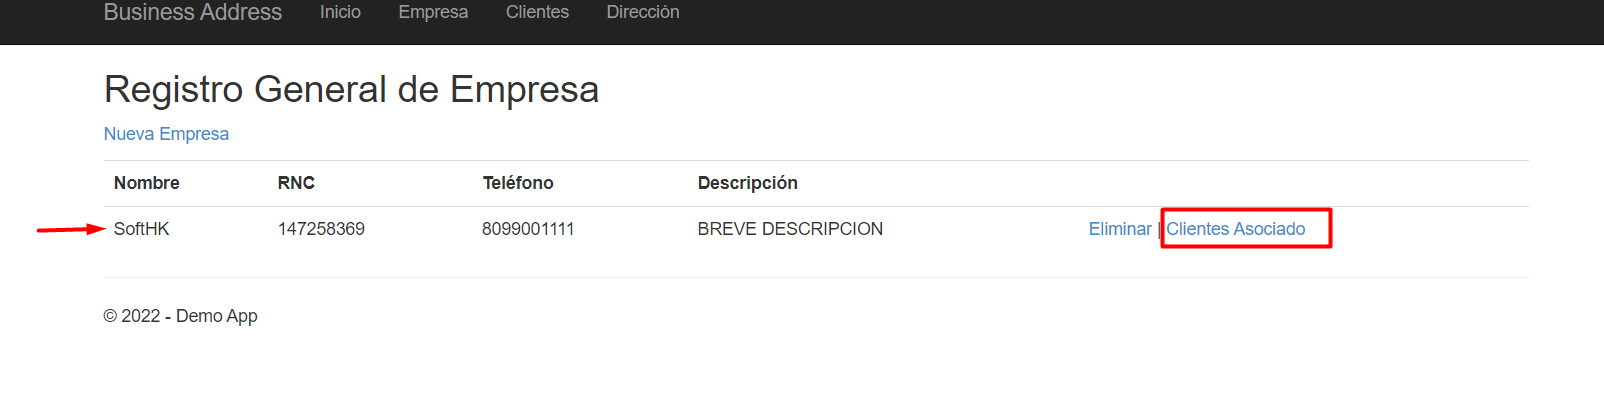 Business Address Inicio Empresa Clientes Dirección
Registro General de Empresa
Nueva Empresa
Nombre RNC Teléfono Descripción
SoftHK 147258369 8099001111 BREVE DESCRIPCION Eliminar | Clientes Asociado
© 2022 - Demo App